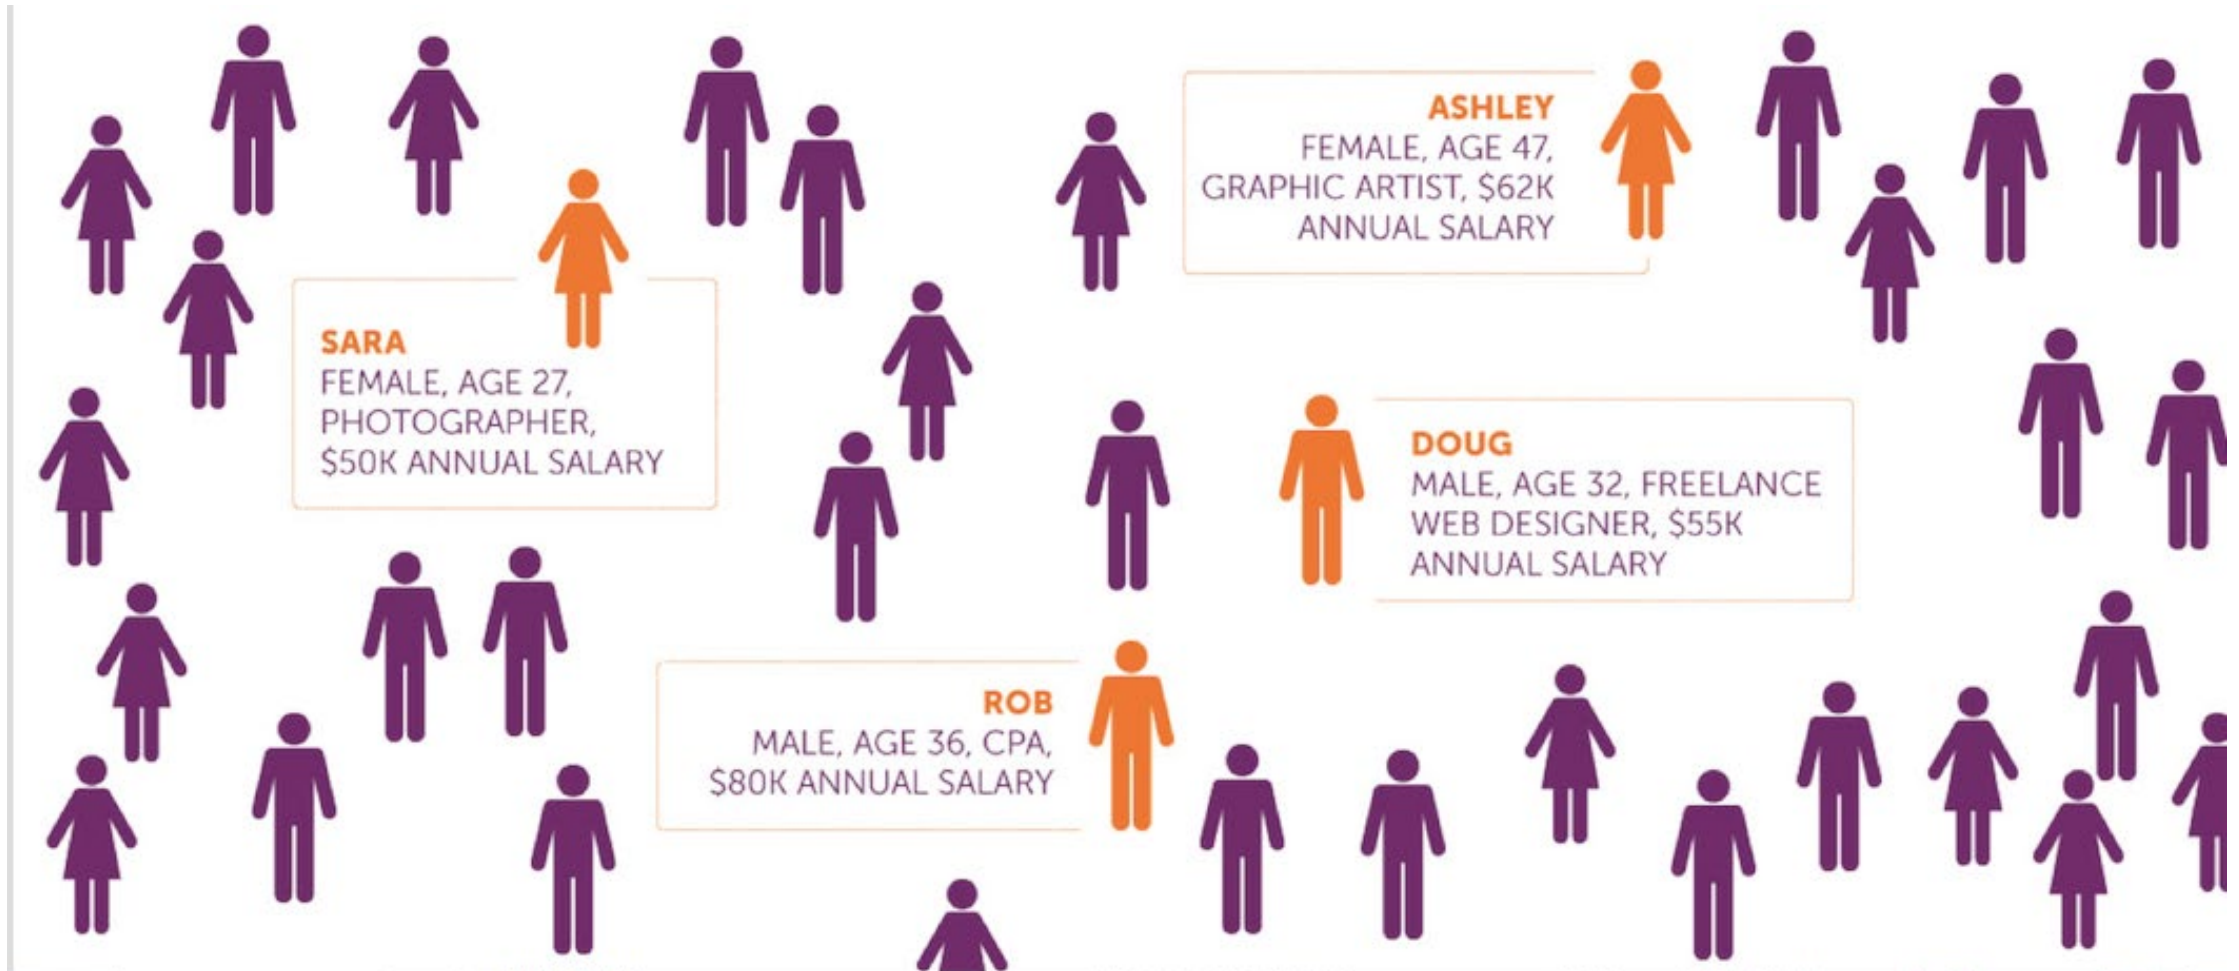 ASHLEY
FEMALE, AGE 47,
GRAPHIC ARTIST, $62K
ANNUAL SALARY
SARA
FEMALE, AGE 27,
PHOTOGRAPHER,
$50K ANNUAL SALARY
DOUG
MALE, AGE 32, FREELANCE
WEB DESIGNER, $55K
ANNUAL SALARY
ROB
MALE, AGE 36, CPA,
$80K ANNUAL SALARY